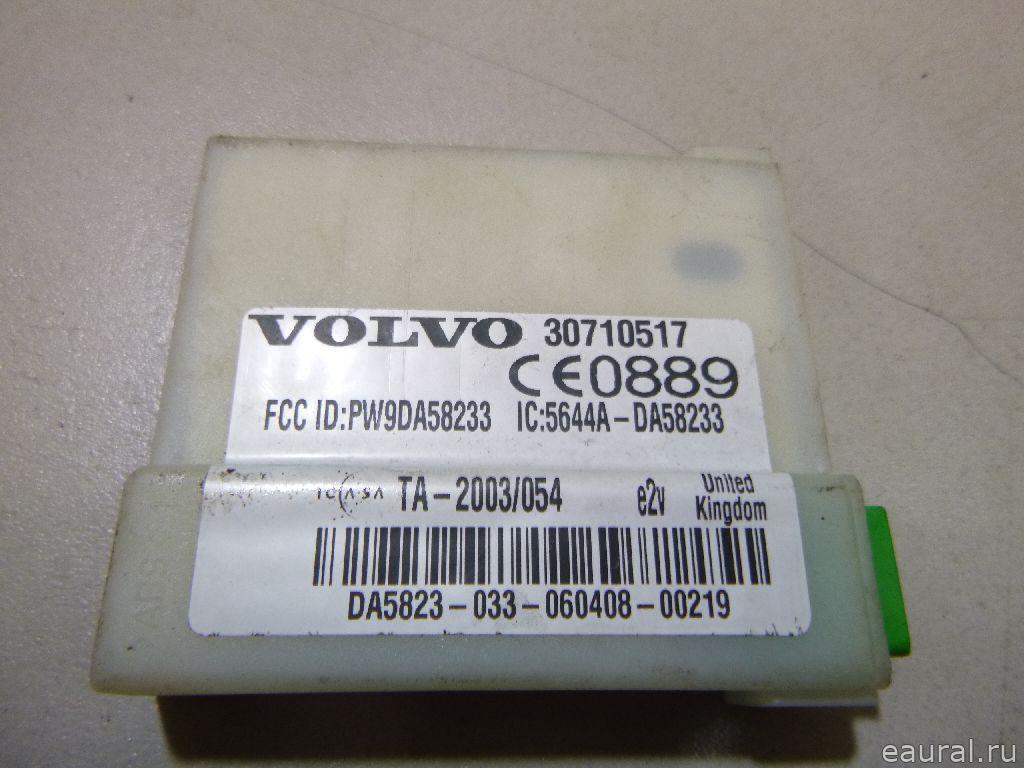 VOLVO 30710517
CE0889
FCC ID:PW9DA58233 IC:5644A-DA58233
TA-2003/054 e2v United Kingdom
DA5823-033-060408-00219
ABS
eaural.ru